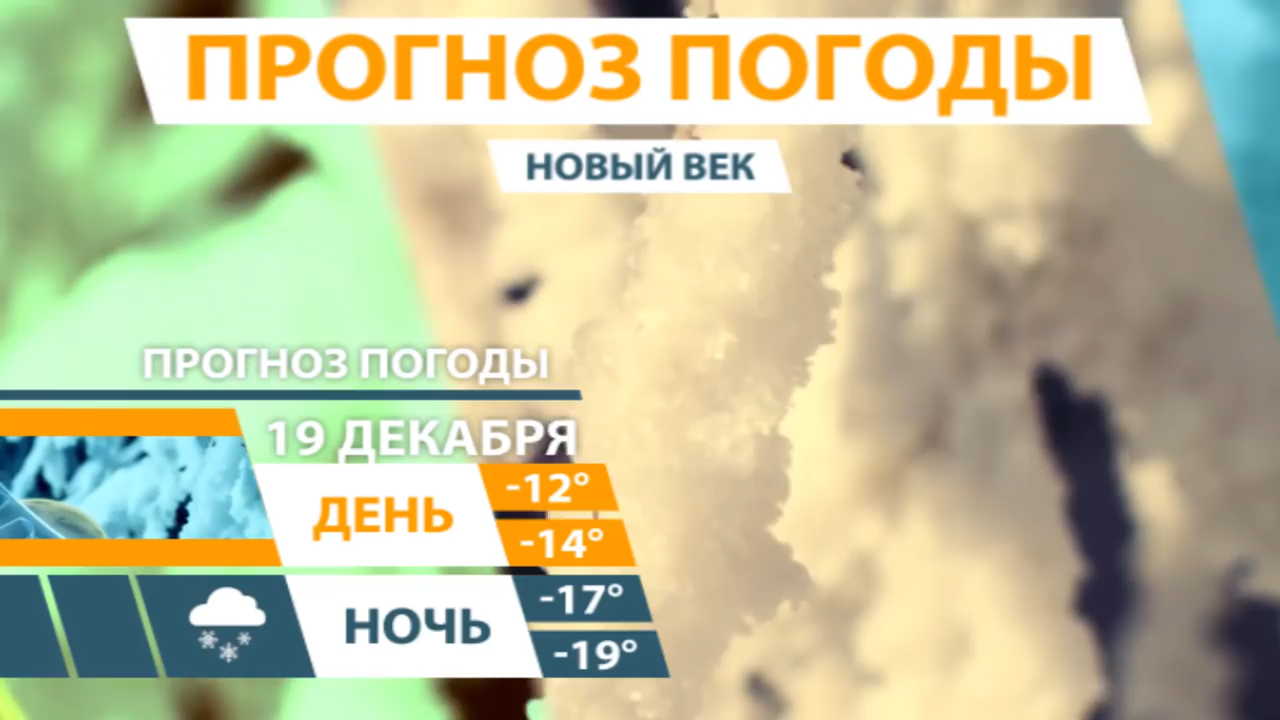 ПРОГНОЗ ПОГОДЫ
НОВЫЙ ВЕК
ПРОГНОЗ ПОГОДЫ
19 ДЕКАБРЯ
ДЕНЬ
-12°
-14°
НОЧЬ
-17°
-19°